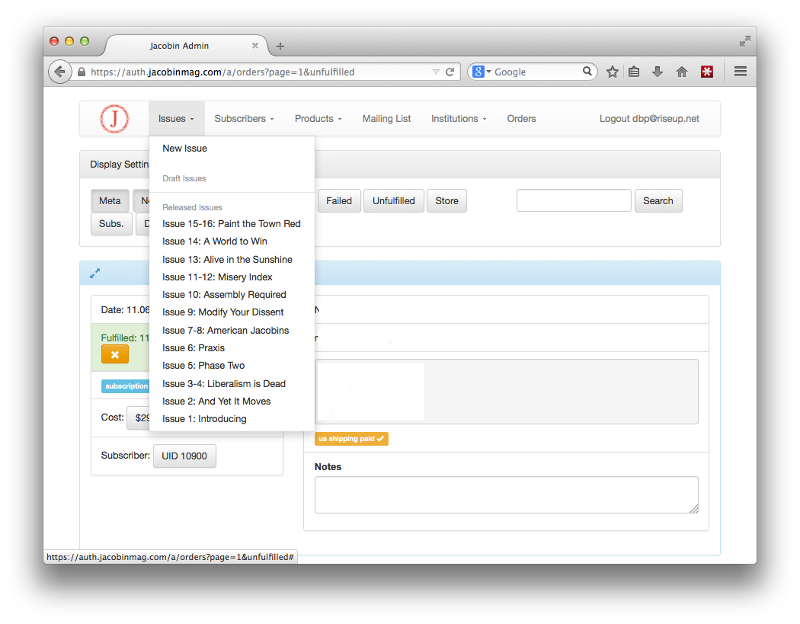 Jacobin Admin
https://auth.jacobinmag.com/a/orders?page=1&unfulfilled
Google
J
Issues
Subscribers
Products
Mailing List
Institutions
Orders
Logout dbp@riseup.net
New Issue
Draft Issues
Released Issues
Issue 15-16: Paint the Town Red
Issue 14: A World to Win
Issue 13: Alive in the Sunshine
Issue 11-12: Misery Index
Issue 10: Assembly Required
Issue 9: Modify Your Dissent
Issue 7-8: American Jacobins
Issue 6: Praxis
Issue 5: Phase Two
Issue 3-4: Liberalism is Dead
Issue 2: And Yet It Moves
Issue 1: Introducing
Display
Meta
Failed
Unfulfilled
Store
Search
Subs.
Date: 11.06
Fulfilled: 11
subscription
Cost: $29
Subscriber: UID 10900
us shipping paid
Notes
https://auth.jacobinmag.com/a/orders?page=1&unfulfilled#